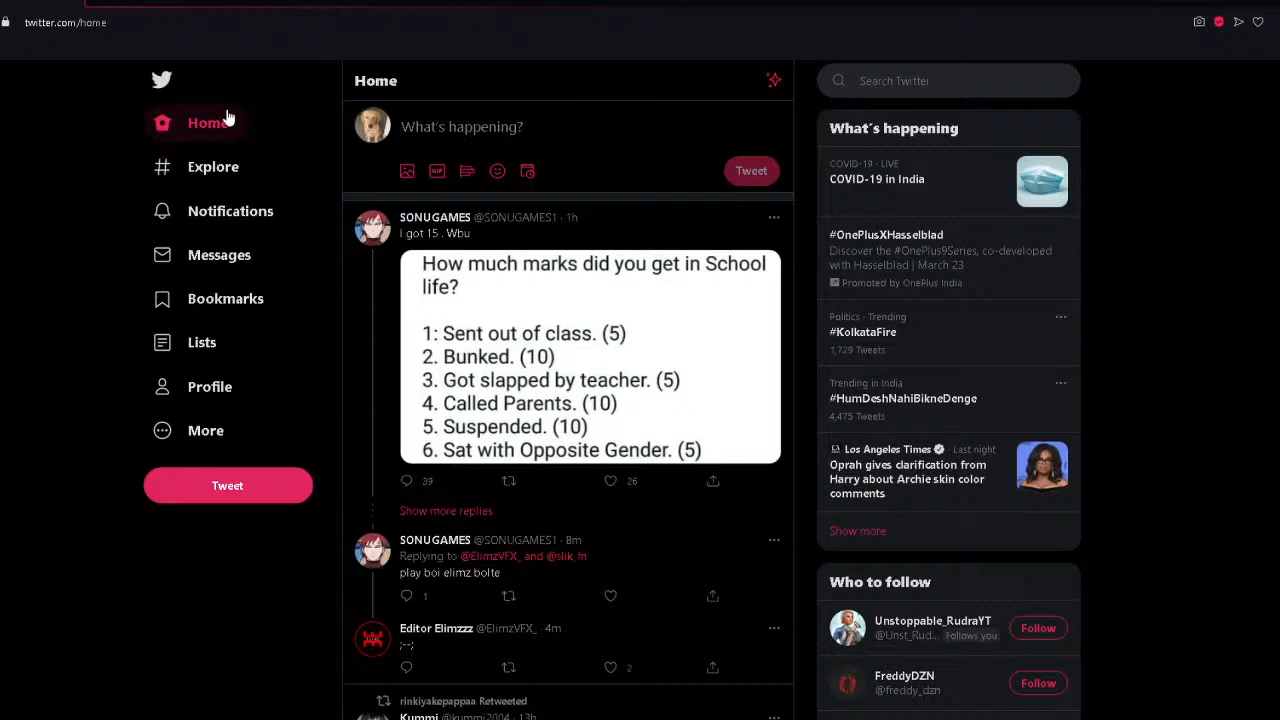 twitter.com/home
Home
Explore
Notifications
Messages
Bookmarks
Lists
Profile
More
Tweet
Home
What's happening?
GIF
Tweet
SONUGAMES @SONUGAMES1 · 1h
I got 15 . Wbu
How much marks did you get in School
life?
1: Sent out of class. (5)
2. Bunked. (10)
3. Got slapped by teacher. (5)
4. Called Parents. (10)
5. Suspended. (10)
6. Sat with Opposite Gender. (5)
39
26
Show more replies
SONUGAMES @SONUGAMES1 · 8m
Replying to @ElimzVFX_ and @slik_fn
play boi elimz bolte
1
Editor Elimzzz @ElimzVFX_ · 4m
;--;
2
rinkiyakepappaa Retweeted
Kummi @kummi2004 · 13h
Search Twitter
What's happening
COVID-19 · LIVE
COVID-19 in India
#OnePlusXHasselblad
Discover the #OnePlus9Series, co-developed
with Hasselblad | March 23
Promoted by OnePlus India
Politics · Trending
#KolkataFire
1,729 Tweets
Trending in India
#HumDeshNahiBikneDenge
4,475 Tweets
Los Angeles Times · Last night
Oprah gives clarification from
Harry about Archie skin color
comments
Show more
Who to follow
Unstoppable_RudraYT
@Unst_Rud... Follows you
Follow
FreddyDZN
@freddy_dzn
Follow